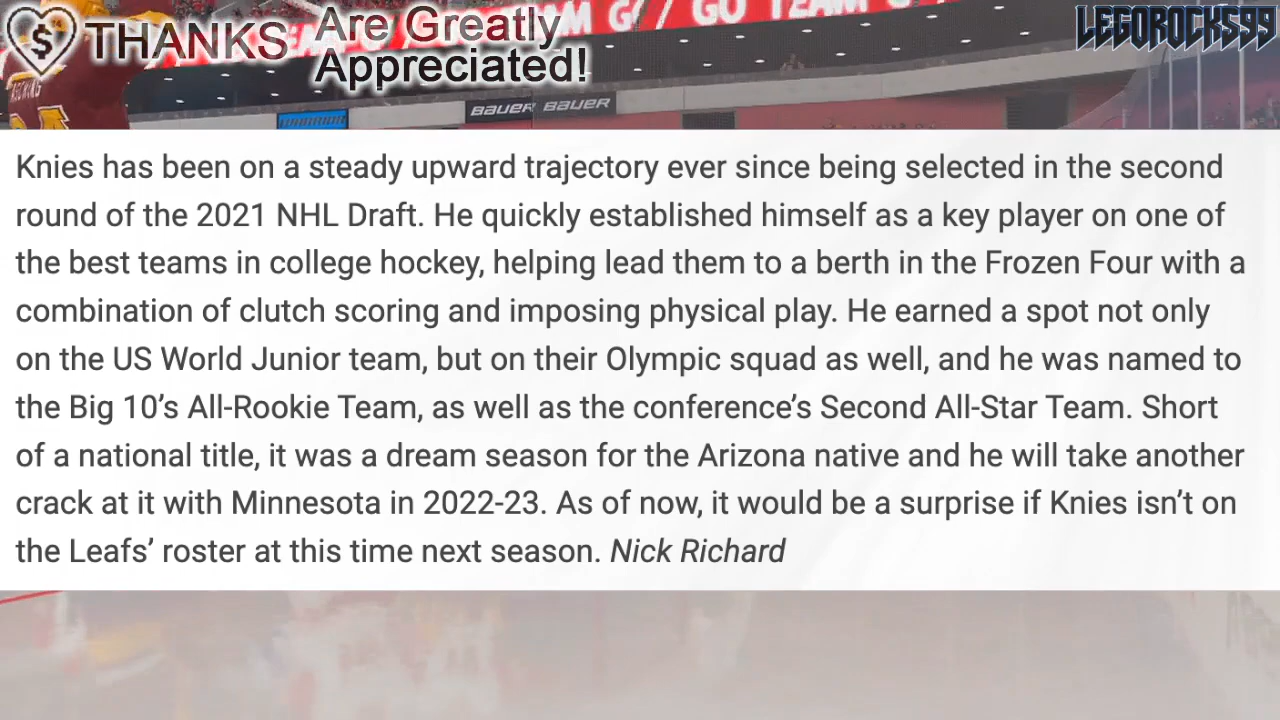 THANKS
Are Greatly
Appreciated!
GO TEAM
LEGOROCKS99
WARRIOR
BAUER BAUER
Knies has been on a steady upward trajectory ever since being selected in the second
round of the 2021 NHL Draft. He quickly established himself as a key player on one of
the best teams in college hockey, helping lead them to a berth in the Frozen Four with a
combination of clutch scoring and imposing physical play. He earned a spot not only
on the US World Junior team, but on their Olympic squad as well, and he was named to
the Big 10’s All-Rookie Team, as well as the conference’s Second All-Star Team. Short
of a national title, it was a dream season for the Arizona native and he will take another
crack at it with Minnesota in 2022-23. As of now, it would be a surprise if Knies isn’t on
the Leafs’ roster at this time next season. Nick Richard